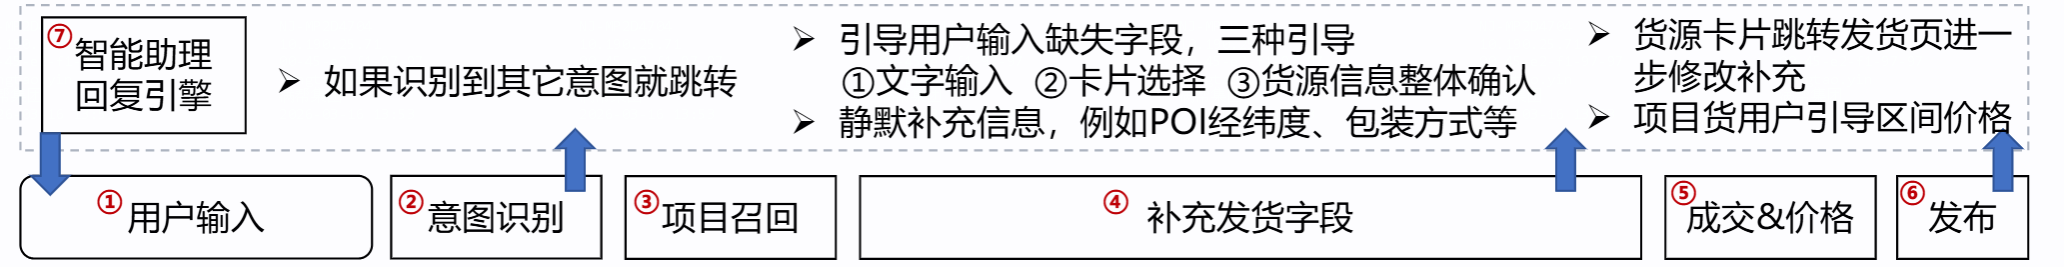 ⑦
智能助理
回复引擎
➢ 如果识别到其它意图就跳转
➢ 引导用户输入缺失字段，三种引导
①文字输入 ②卡片选择 ③货源信息整体确认
➢ 静默补充信息，例如POI经纬度、包装方式等
➢ 货源卡片跳转发货页进一
步修改补充
➢ 项目货用户引导区间价格
① 用户输入
② 意图识别
③ 项目召回
④ 补充发货字段
⑤ 成交&价格
⑥ 发布